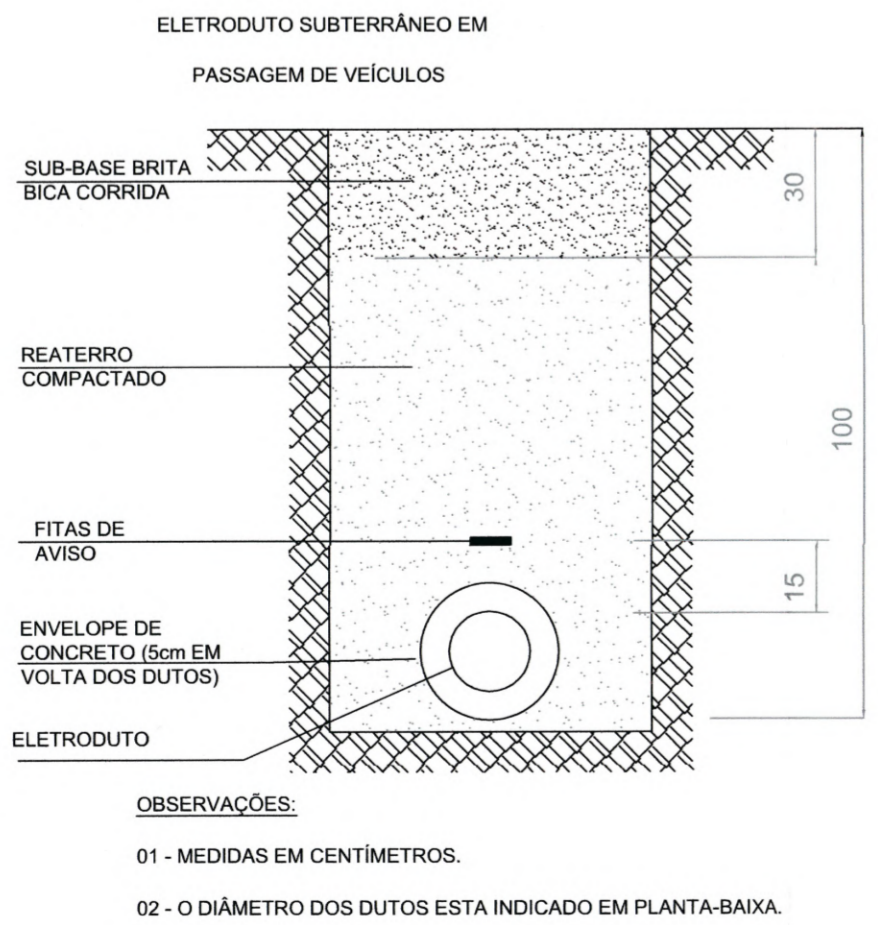 ELETRODUTO SUBTERRÂNEO EM
PASSAGEM DE VEÍCULOS
SUB-BASE BRITA
BICA CORRIDA
30
REATERRO
COMPACTADO
100
FITAS DE
AVISO
15
ENVELOPE DE
CONCRETO (5cm EM
VOLTA DOS DUTOS)
ELETRODUTO
OBSERVAÇÕES:
01 - MEDIDAS EM CENTÍMETROS.
02 - O DIÂMETRO DOS DUTOS ESTA INDICADO EM PLANTA-BAIXA.